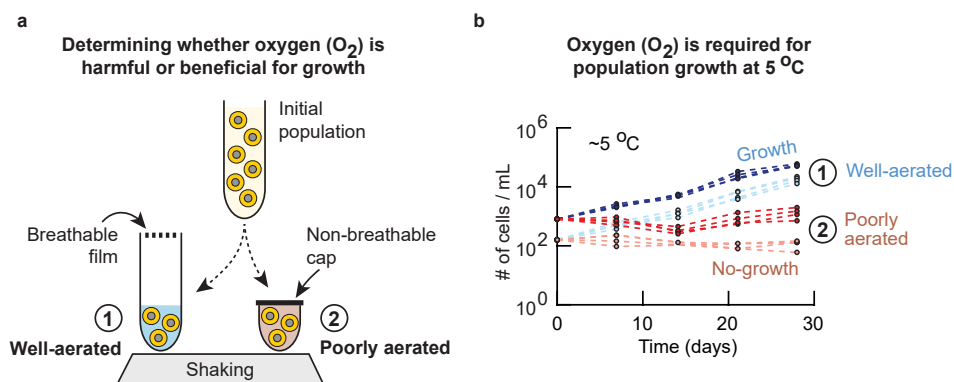 a
Determining whether oxygen (O2) is
harmful or beneficial for growth
Initial
population
Breathable
film
Non-breathable
cap
1
2
Well-aerated
Poorly aerated
Shaking
b
Oxygen (O2) is required for
population growth at 5 ºC
# of cells / mL
10^6
10^4
10^2
10^0
~5 ºC
Growth
1
Well-aerated
2
Poorly
aerated
No-growth
0
10
20
30
Time (days)